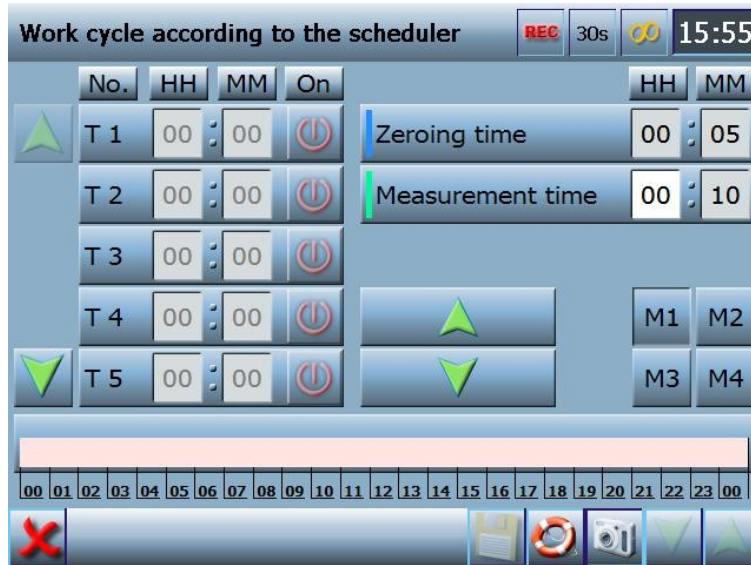 Work cycle according to the scheduler REC 30s 15:55
No. HH MM On HH MM
T 1 00 : 00 Zeroing time 00 : 05
T 2 00 : 00 Measurement time 00 : 10
T 3 00 : 00
T 4 00 : 00 M1 M2
T 5 00 : 00 M3 M4
00 01 02 03 04 05 06 07 08 09 10 11 12 13 14 15 16 17 18 19 20 21 22 23 00